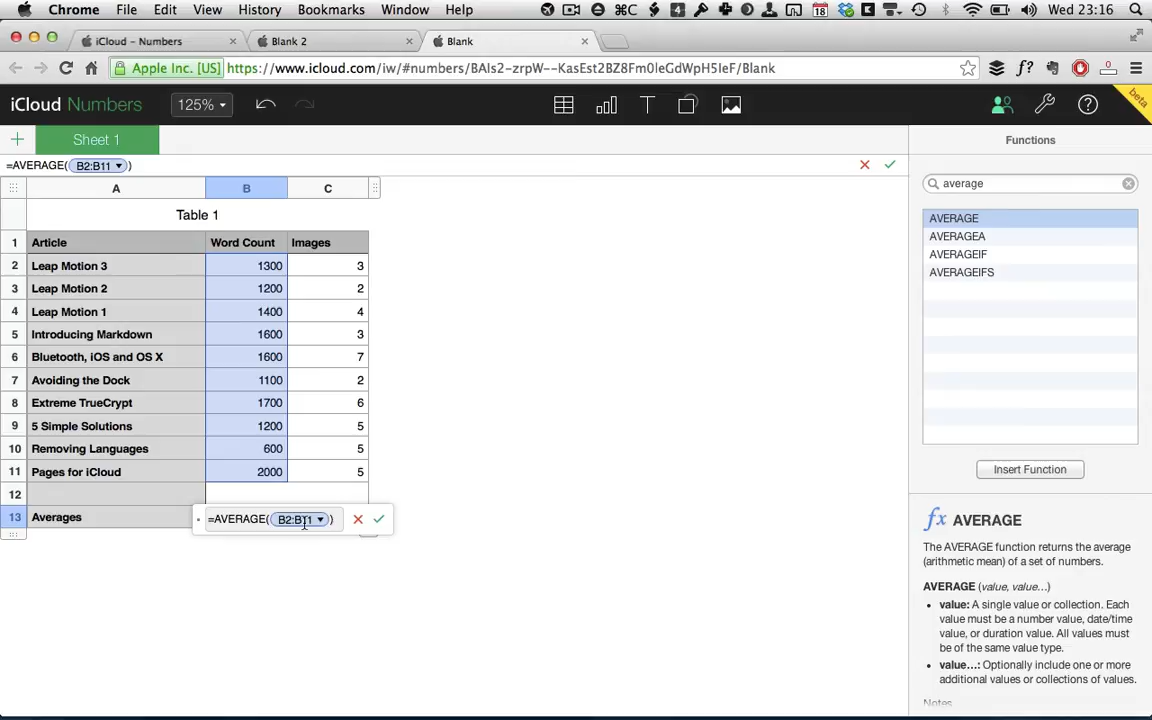 Chrome File Edit View History Bookmarks Window Help ⌘C 4 18 Wed 23:16
iCloud – Numbers × Blank 2 × Blank ×
Apple Inc. [US] https://www.icloud.com/iw/#numbers/BAIs2-zrpW--KasEst2BZ8Fm0IeGdWpH5IeF/Blank f?
iCloud Numbers 125% beta
+ Sheet 1 Functions
=AVERAGE( B2:B11 )
average
A B C
Table 1
1 Article Word Count Images
2 Leap Motion 3 1300 3
3 Leap Motion 2 1200 2
4 Leap Motion 1 1400 4
5 Introducing Markdown 1600 3
6 Bluetooth, iOS and OS X 1600 7
7 Avoiding the Dock 1100 2
8 Extreme TrueCrypt 1700 6
9 5 Simple Solutions 1200 5
10 Removing Languages 600 5
11 Pages for iCloud 2000 5
12
13 Averages =AVERAGE( B2:B11 )
AVERAGE
AVERAGEA
AVERAGEIF
AVERAGEIFS
Insert Function
fx AVERAGE
The AVERAGE function returns the average
(arithmetic mean) of a set of numbers.
AVERAGE (value, value…)
• value: A single value or collection. Each
value must be a number value, date/time
value, or duration value. All values must
be of the same value type.
• value…: Optionally include one or more
additional values or collections of values.
Notes